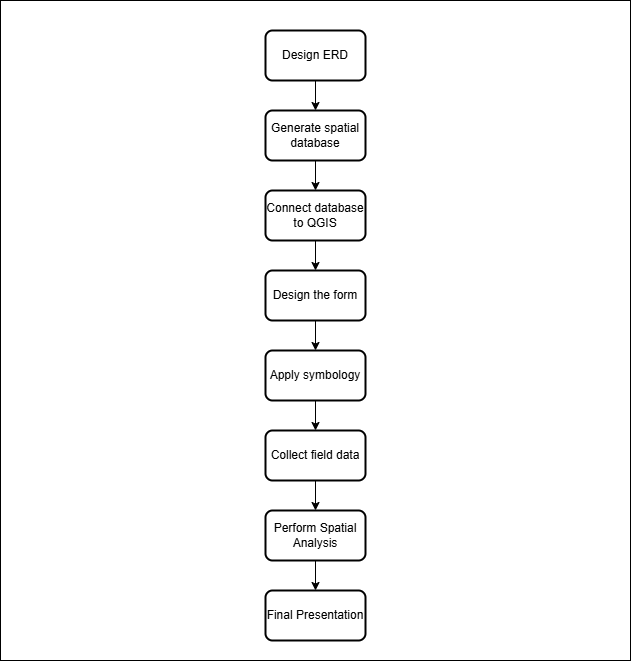 Design ERD
Generate spatial
database
Connect database
to QGIS
Design the form
Apply symbology
Collect field data
Perform Spatial
Analysis
Final Presentation